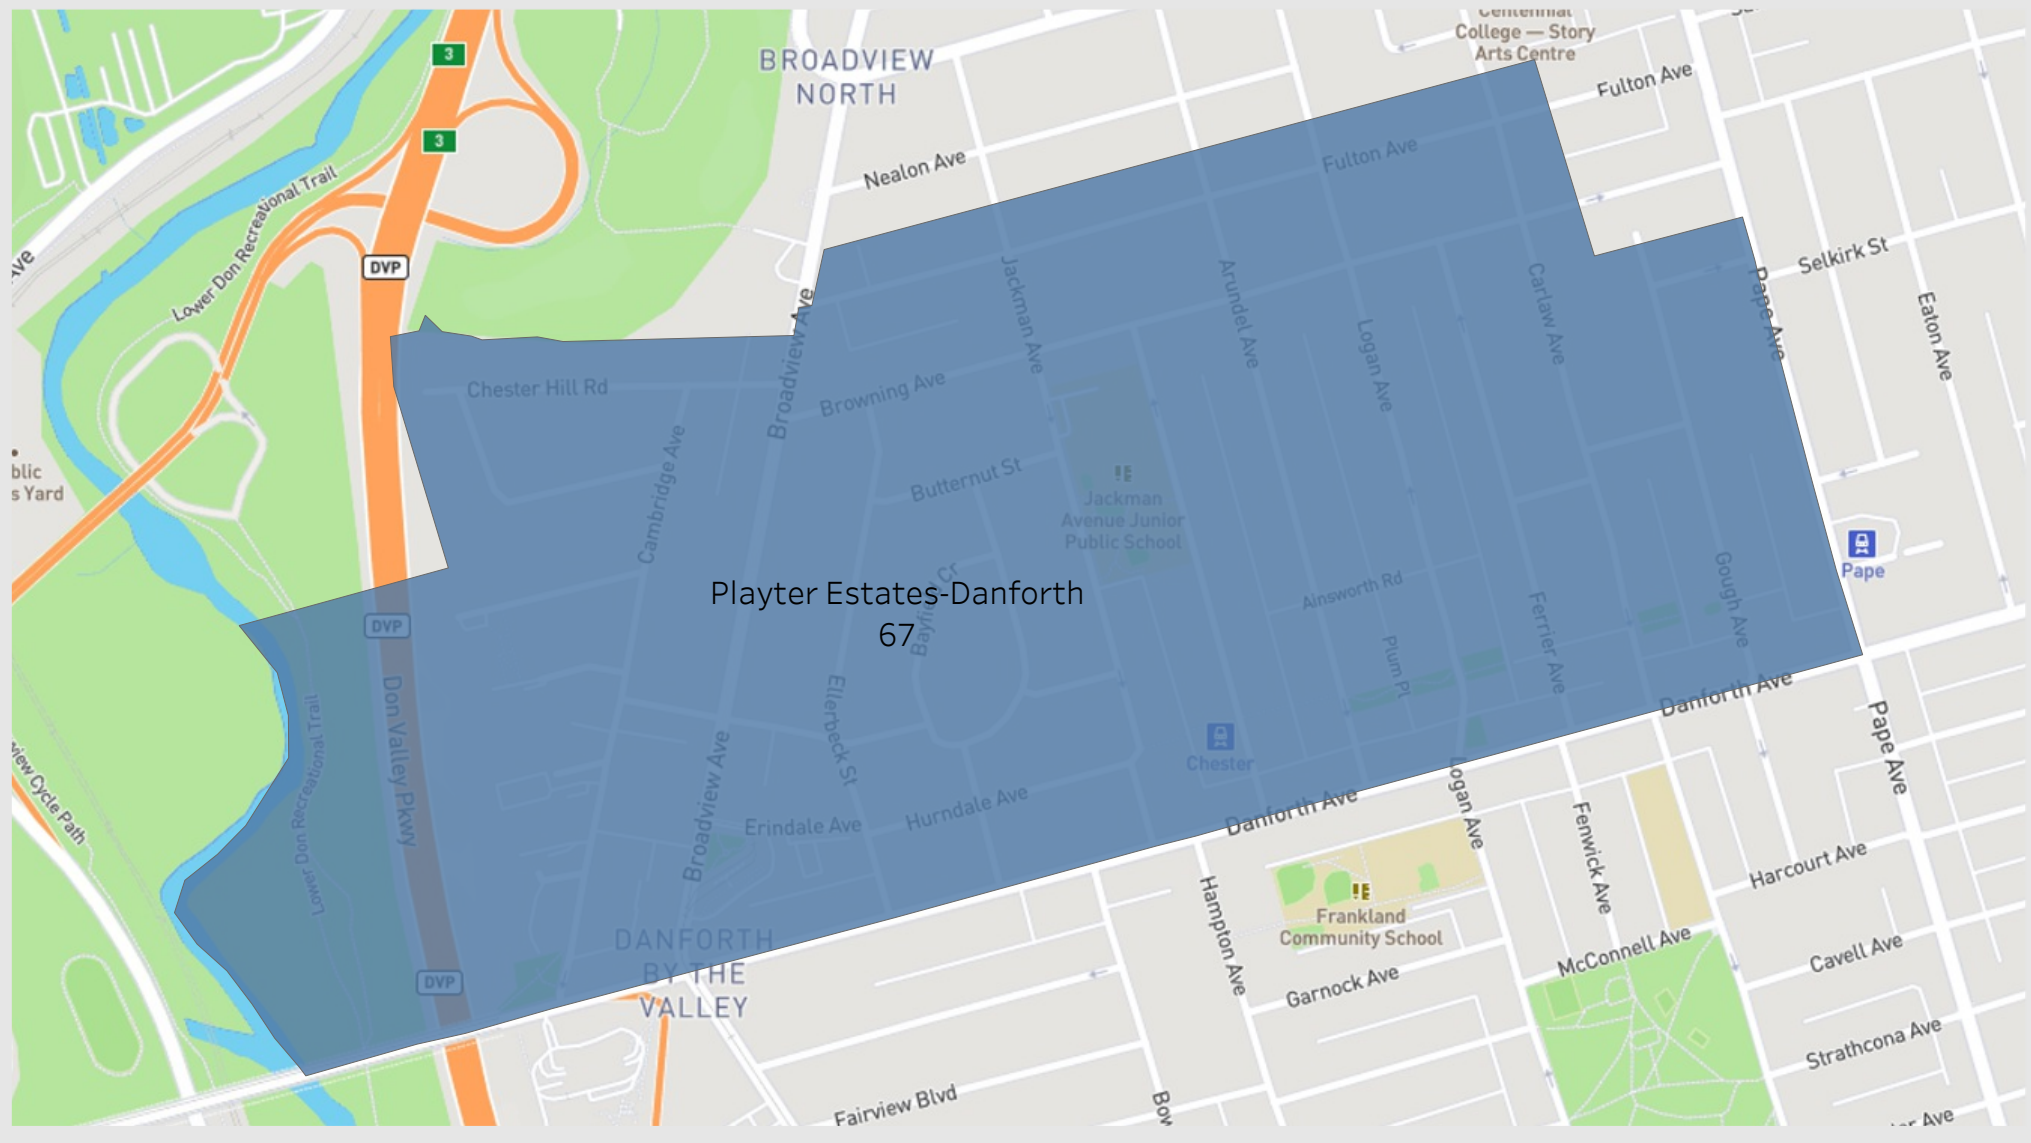 Centennial
College — Story
Arts Centre
BROADVIEW
NORTH
3
3
Fulton Ave
Nealon Ave
Fulton Ave
Lower Don Recreational Trail
DVP
Selkirk St
Pape Ave
Eaton Ave
Jackman Ave
Arundel Ave
Logan Ave
Carlaw Ave
Broadview Ave
Chester Hill Rd
Browning Ave
Cambridge Ave
Butternut St
Jackman
Avenue Junior
Public School
s Yard
Pape
Playter Estates-Danforth
67
Bayfield Cr
Ainsworth Rd
Plum Pl
Ferrier Ave
Gough Ave
DVP
Don Valley Pkwy
Lower Don Recreational Trail
Ellerbeck St
Broadview Ave
Erindale Ave
Hurndale Ave
Chester
Danforth Ave
Danforth Ave
Logan Ave
Pape Ave
view Cycle Path
Hampton Ave
Fenwick Ave
Harcourt Ave
Frankland
Community School
DANFORTH
BY THE
VALLEY
DVP
McConnell Ave
Cavell Ave
Garnock Ave
Strathcona Ave
Fairview Blvd